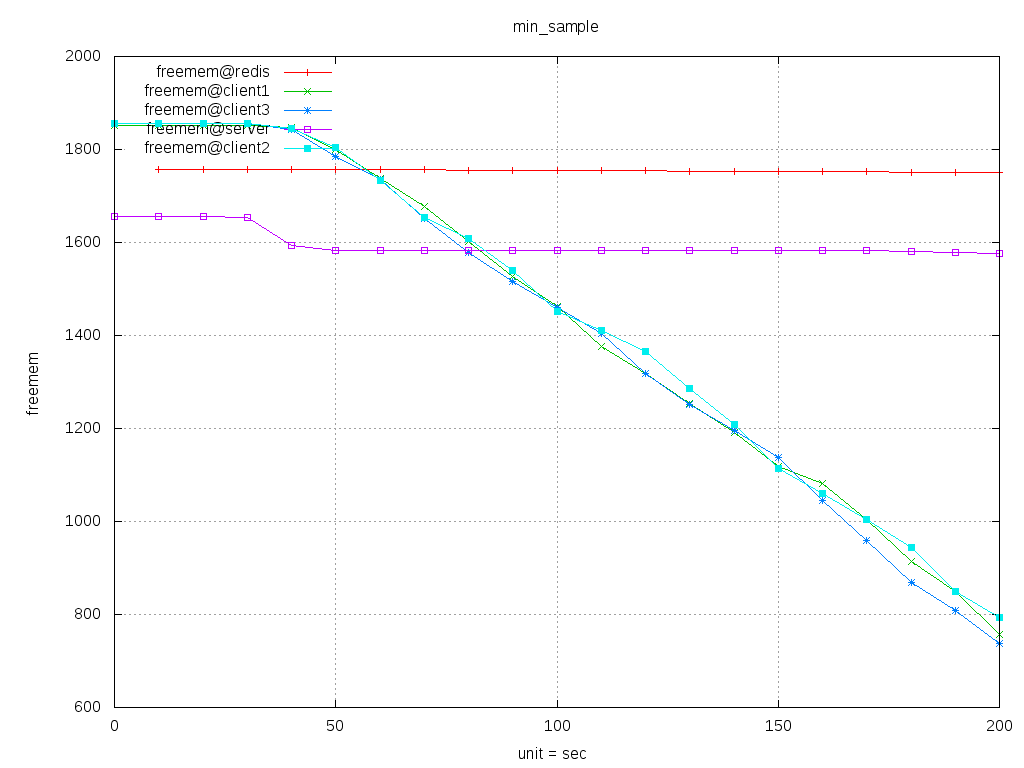 min_sample
2000
1800
1600
1400
1200
1000
800
600
freemem
freemem@redis
freemem@client1
freemem@client3
freemem@server
freemem@client2
0
50
100
150
200
unit = sec